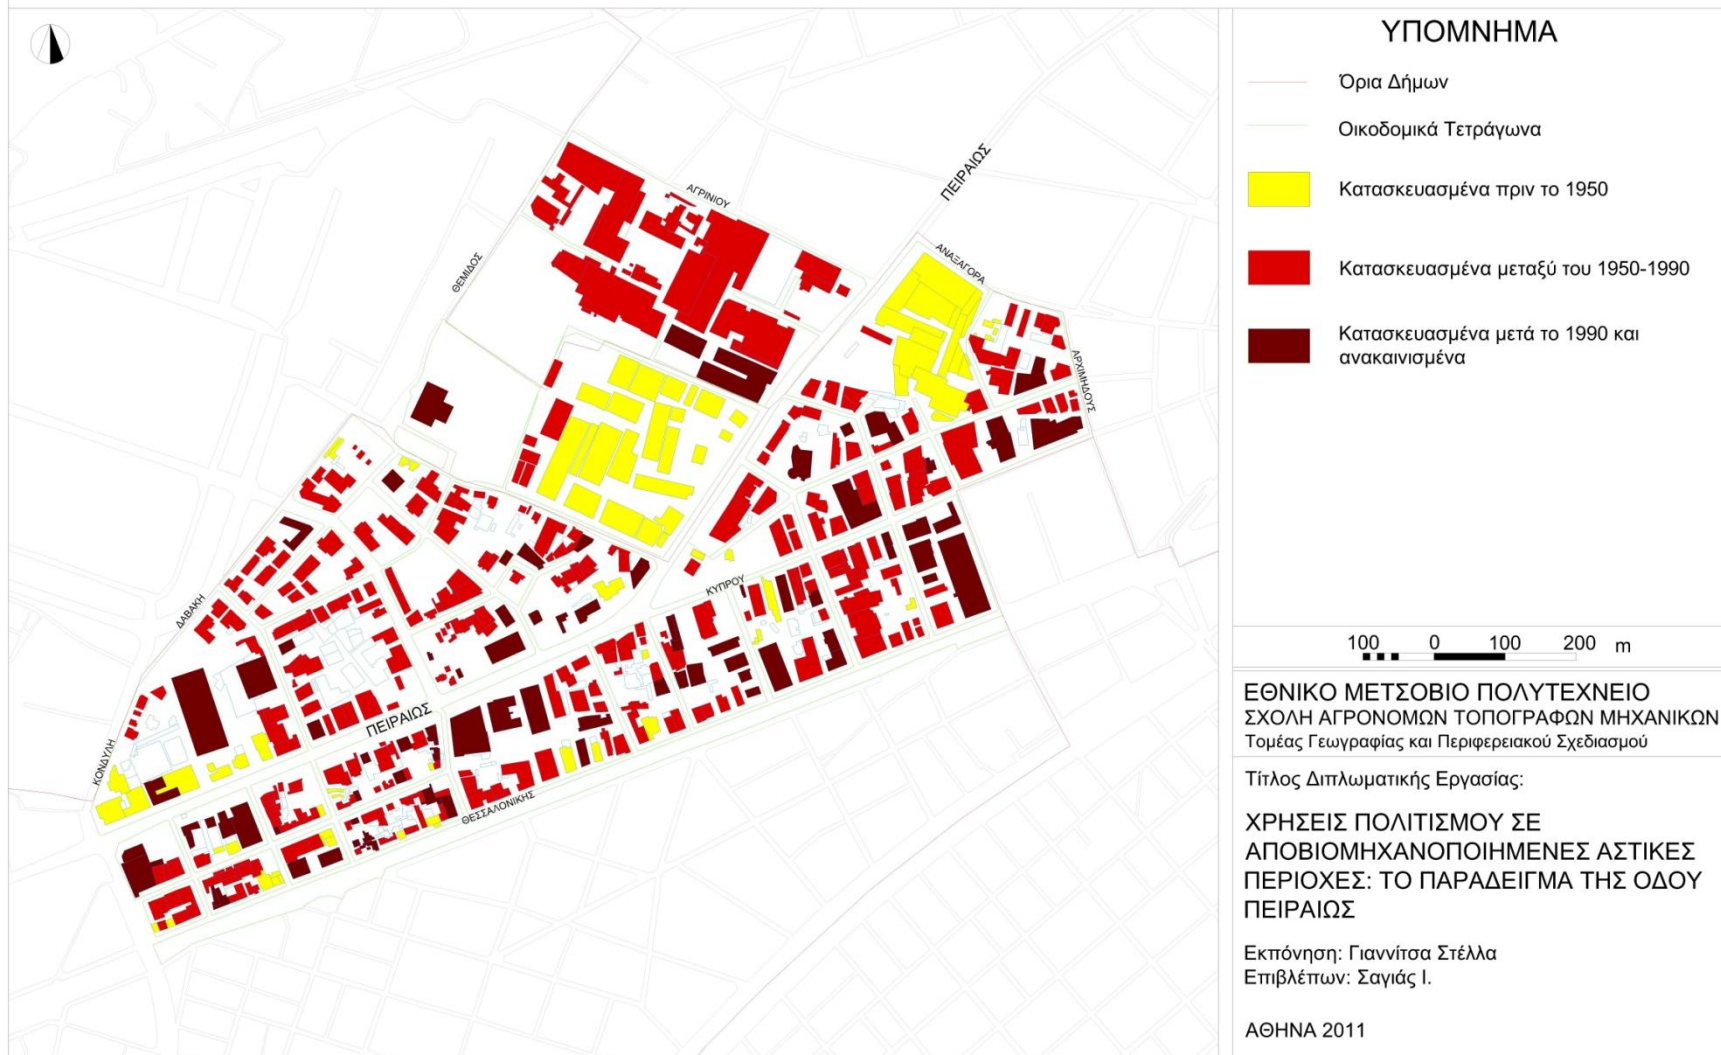 ΑΓΡΙΝΙΟΥ
ΠΕΙΡΑΙΩΣ
ΘΕΜΙΔΟΣ
ΑΝΑΞΑΓΟΡΑ
ΑΡΧΙΜΗΔΟΥΣ
ΚΥΠΡΟΥ
ΔΑΒΑΚΗ
ΠΕΙΡΑΙΩΣ
ΚΟΝΔΥΛΗ
ΘΕΣΣΑΛΟΝΙΚΗΣ
ΥΠΟΜΝΗΜΑ
Όρια Δήμων
Οικοδομικά Τετράγωνα
Κατασκευασμένα πριν το 1950
Κατασκευασμένα μεταξύ του 1950-1990
Κατασκευασμένα μετά το 1990 και
ανακαινισμένα
100 0 100 200 m
ΕΘΝΙΚΟ ΜΕΤΣΟΒΙΟ ΠΟΛΥΤΕΧΝΕΙΟ
ΣΧΟΛΗ ΑΓΡΟΝΟΜΩΝ ΤΟΠΟΓΡΑΦΩΝ ΜΗΧΑΝΙΚΩΝ
Τομέας Γεωγραφίας και Περιφερειακού Σχεδιασμού
Τίτλος Διπλωματικής Εργασίας:
ΧΡΗΣΕΙΣ ΠΟΛΙΤΙΣΜΟΥ ΣΕ
ΑΠΟΒΙΟΜΗΧΑΝΟΠΟΙΗΜΕΝΕΣ ΑΣΤΙΚΕΣ
ΠΕΡΙΟΧΕΣ: ΤΟ ΠΑΡΑΔΕΙΓΜΑ ΤΗΣ ΟΔΟΥ
ΠΕΙΡΑΙΩΣ
Εκπόνηση: Γιαννίτσα Στέλλα
Επιβλέπων: Σαγιάς Ι.
ΑΘΗΝΑ 2011